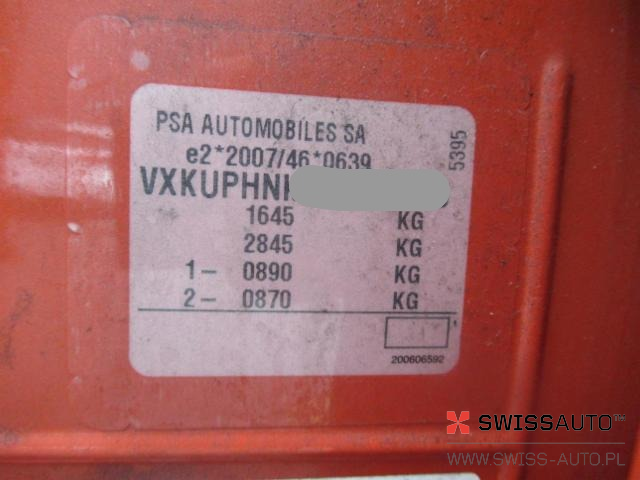 PSA AUTOMOBILES SA
e2*2007/46*0639
VXKUPHN
1645 KG
2845 KG
1- 0890 KG
2- 0870 KG
5395
200606592
SWISSAUTO
WWW.SWISS-AUTO.PL